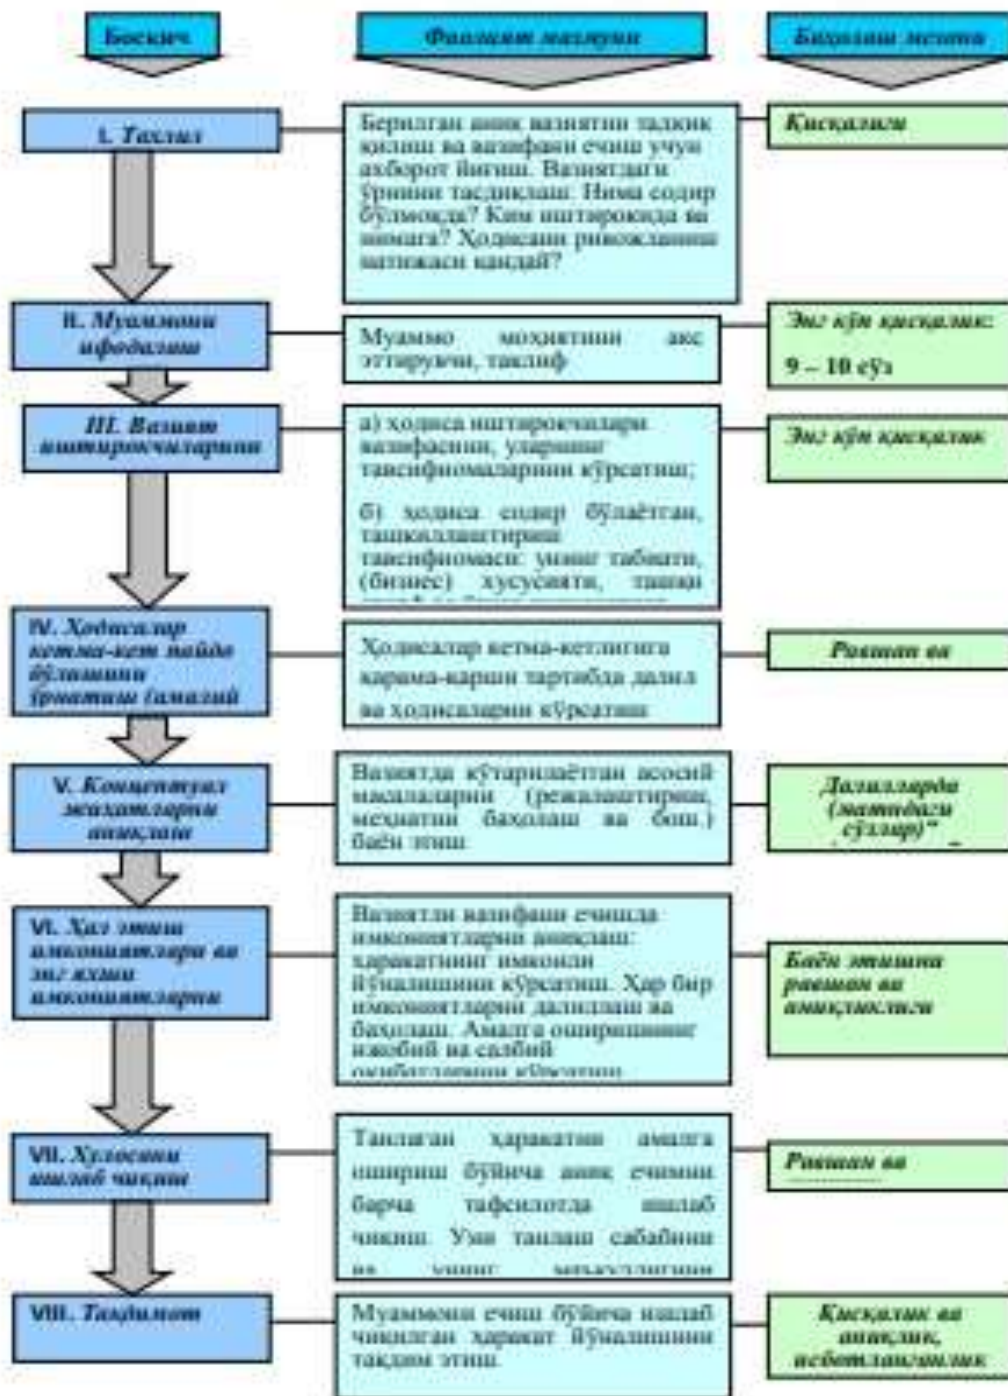 Босқич
Фаолият мазмуни
Баҳолаш мезони
I. Таҳлил
Берилган аниқ вазиятни тадқиқ
қилиш ва вазифани ечиш учун
ахборот йиғиш. Вазиятдаги
ўрнини тасдиқлаш. Нима содир
бўлмоқда? Ким иштирокида ва
нимага? Ҳодисани ривожланиш
натижаси қандай?
Қисқалиги
II. Муаммони
ифодалаш
Муаммо моҳиятини акс
эттирувчи, таклиф
Энг кўп қисқалик:
9 – 10 сўз
III. Вазият
иштирокчиларини
а) ҳодиса иштирокчилари
вазифасини, уларнинг
тавсифномаларини кўрсатиш;
б) ҳодиса содир бўлаётган,
ташкиллаштириш
тавсифномаси: унинг табиати,
(бизнес) хусусияти, ташқи
Энг кўп қисқалик
IV. Ҳодисалар
кетма-кет пайдо
бўлишини
ўрнатиш (амалий
Ҳодисалар кетма-кетлигига
қарама-қарши тартибда далил
ва ҳодисаларни кўрсатиш
Равшан ва
V. Концептуал
жиҳатларни
аниқлаш
Вазиятда кўтарилаётган асосий
масалаларни (режалаштириш,
меҳнатни баҳолаш ва бош.)
баён этиш
Далилларда
(матндаги
сўзлар)"
VI. Ҳал этиш
имкониятлари ва
энг яхши
имкониятларни
Вазиятли вазифани ечишда
имкониятларни аниқлаш:
ҳаракатнинг имконли
йўналишини кўрсатиш. Ҳар бир
имкониятларни далиллаш ва
баҳолаш. Амалга оширишнинг
ижобий ва салбий
оқибатларини кўрсатиш
Баён этишни
равшан ва
аниқликлиги
VII. Хулосани
ишлаб чиқиш
Танлаган ҳаракатни амалга
ошириш бўйича аниқ ечимни
барча тафсилотда ишлаб
чиқиш. Уни танлаш сабабини
ва унинг маъқуллигини
Равшан ва
VIII. Тақдимот
Муаммони ечиш бўйича ишлаб
чиқилган ҳаракат йўналишини
тақдим этиш.
Қисқалик ва
аниқлик,
исботланганлик